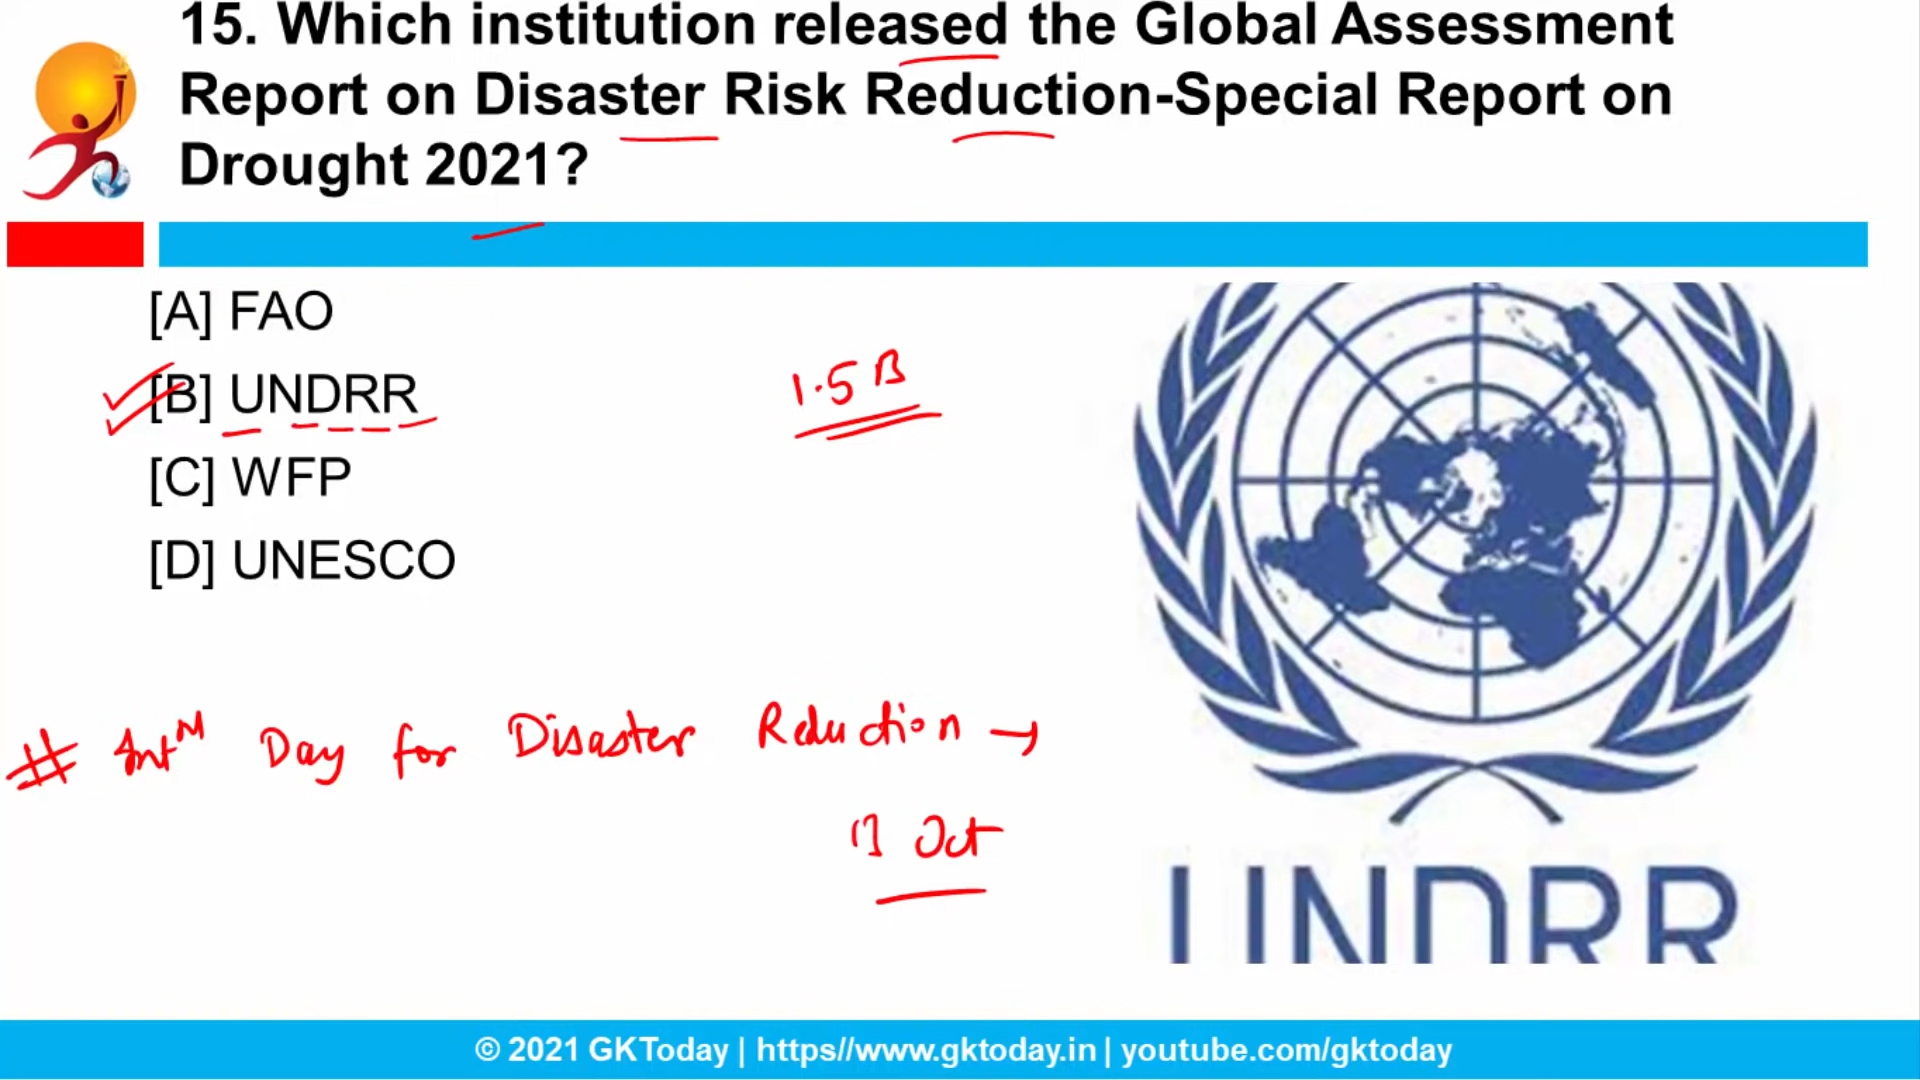 15. Which institution released the Global Assessment
Report on Disaster Risk Reduction-Special Report on
Drought 2021?
[A] FAO
[B] UNDRR
[C] WFP
[D] UNESCO
1.5 B
# Intn Day for Disaster Reduction →
13 Oct
UNDRR
© 2021 GKToday | https//www.gktoday.in | youtube.com/gktoday